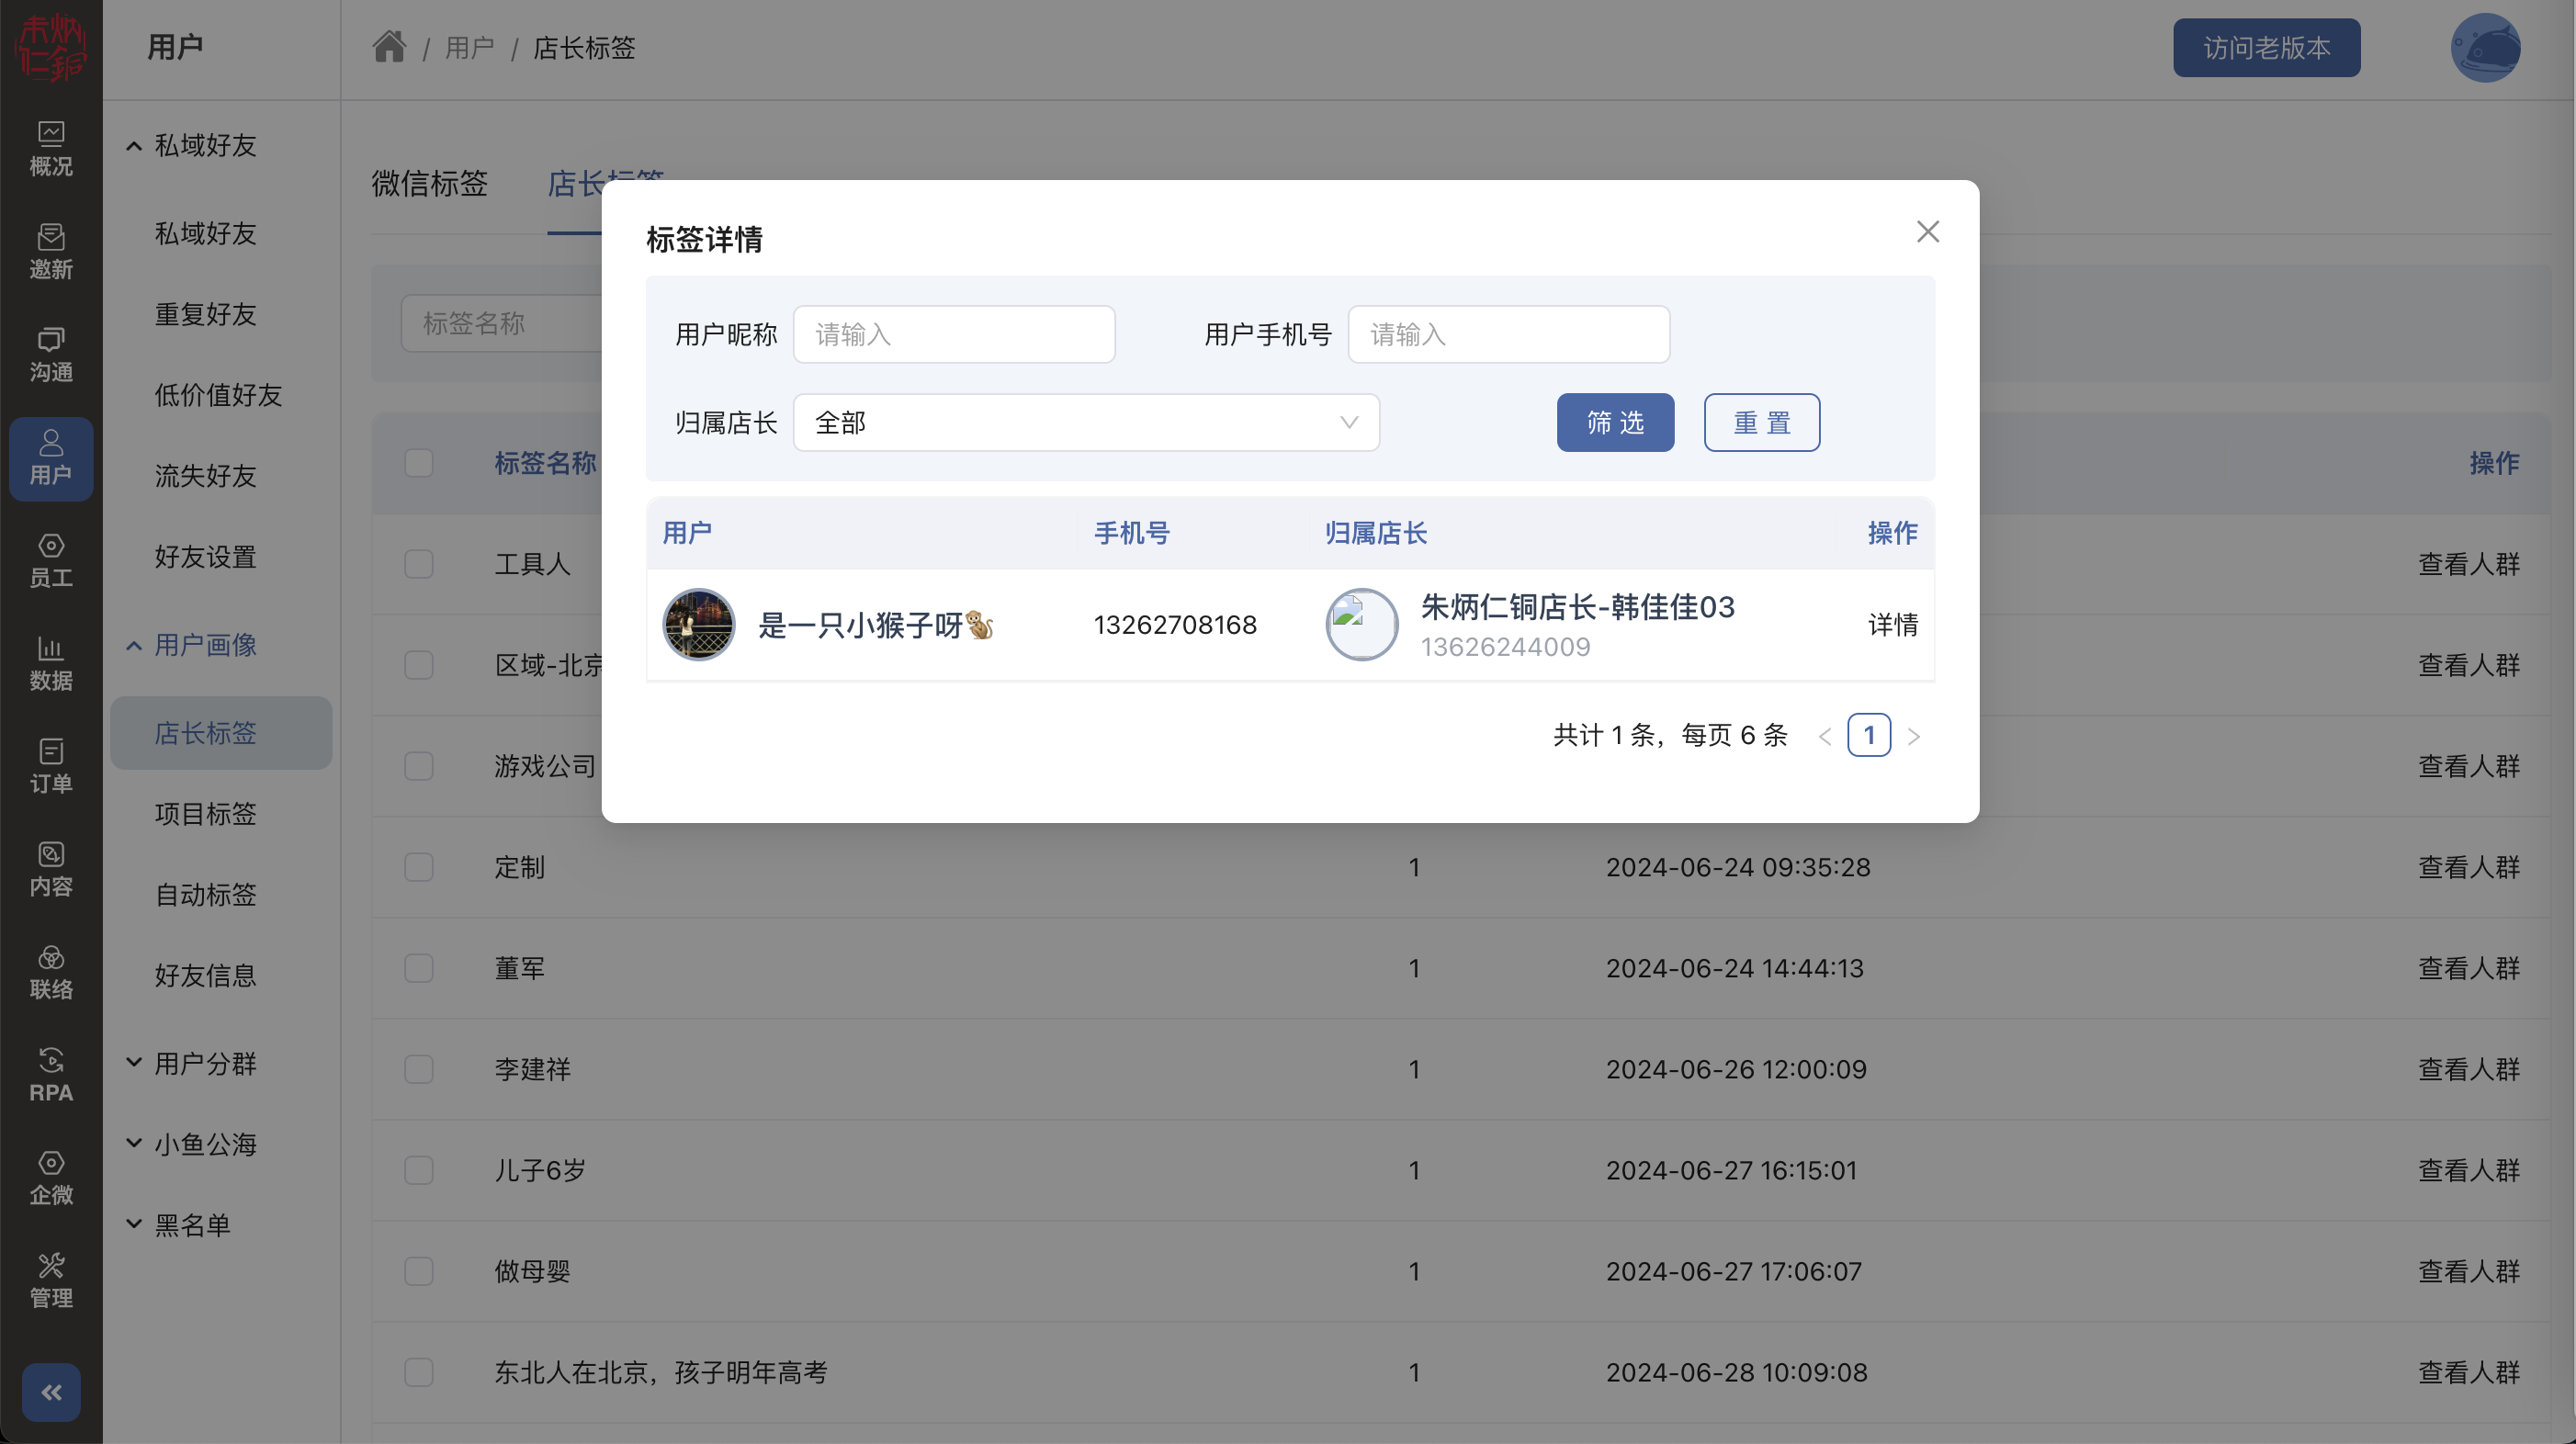 朱炳
仁銅
用户
/ 用户 / 店长标签
访问老版本
概况
邀新
沟通
用户
员工
数据
订单
内容
联络
RPA
企微
管理
私域好友
私域好友
重复好友
低价值好友
流失好友
好友设置
用户画像
店长标签
项目标签
自动标签
好友信息
用户分群
小鱼公海
黑名单
微信标签 店长标签
标签名称
标签名称 操作
工具人 查看人群
区域-北京 查看人群
游戏公司 查看人群
定制 1 2024-06-24 09:35:28 查看人群
董军 1 2024-06-24 14:44:13 查看人群
李建祥 1 2024-06-26 12:00:09 查看人群
儿子6岁 1 2024-06-27 16:15:01 查看人群
做母婴 1 2024-06-27 17:06:07 查看人群
东北人在北京，孩子明年高考 1 2024-06-28 10:09:08 查看人群
标签详情
用户昵称 请输入 用户手机号 请输入
归属店长 全部 筛 选 重 置
用户 手机号 归属店长 操作
是一只小猴子呀🐒 13262708168 朱炳仁铜店长-韩佳佳03 详情
13626244009
共计 1 条，每页 6 条 < 1 >